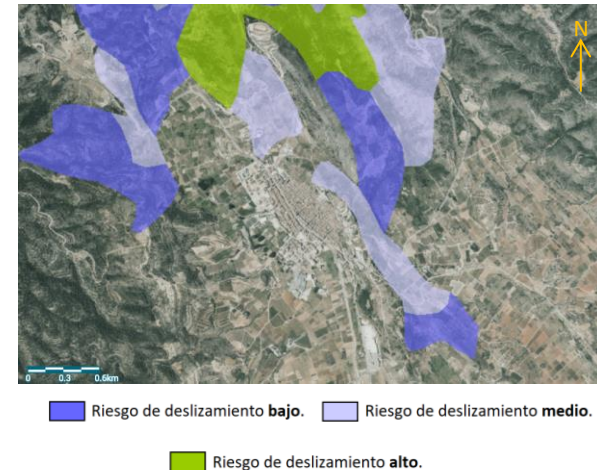 N
0 0.3 0.6km
Riesgo de deslizamiento bajo. Riesgo de deslizamiento medio.
Riesgo de deslizamiento alto.